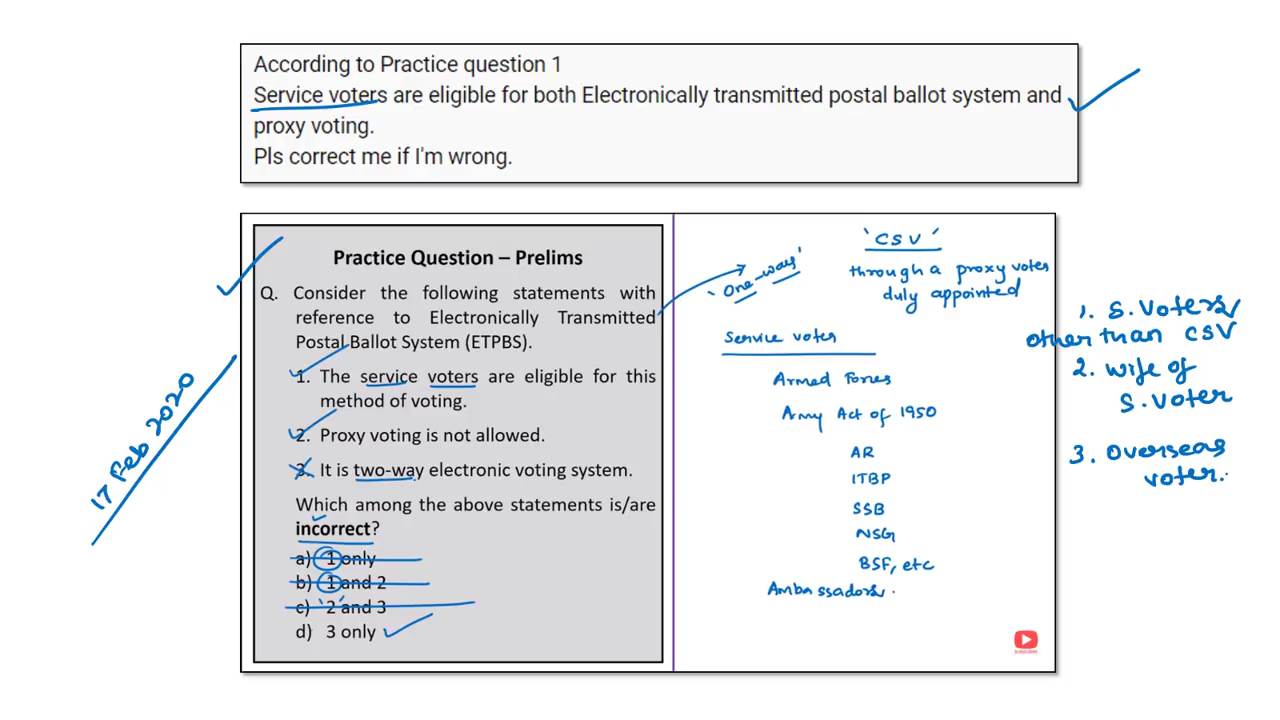 According to Practice question 1
Service voters are eligible for both Electronically transmitted postal ballot system and
proxy voting.
Pls correct me if I'm wrong.
17 Feb 2020
Practice Question – Prelims
Q. Consider the following statements with
reference to Electronically Transmitted
Postal Ballot System (ETPBS).
1. The service voters are eligible for this
method of voting.
2. Proxy voting is not allowed.
3. It is two-way electronic voting system.
Which among the above statements is/are
incorrect?
a) 1 only
b) 1 and 2
c) 2 and 3
d) 3 only
'One-way'
'CSV'
through a proxy voter
duly appointed
Service voter
Armed Forces
Army Act of 1950
AR
ITBP
SSB
NSG
BSF, etc
Ambassadors.
1. S. Voters
other than CSV
2. wife of
S. Voter
3. Overseas
voter.
SUBSCRIBE